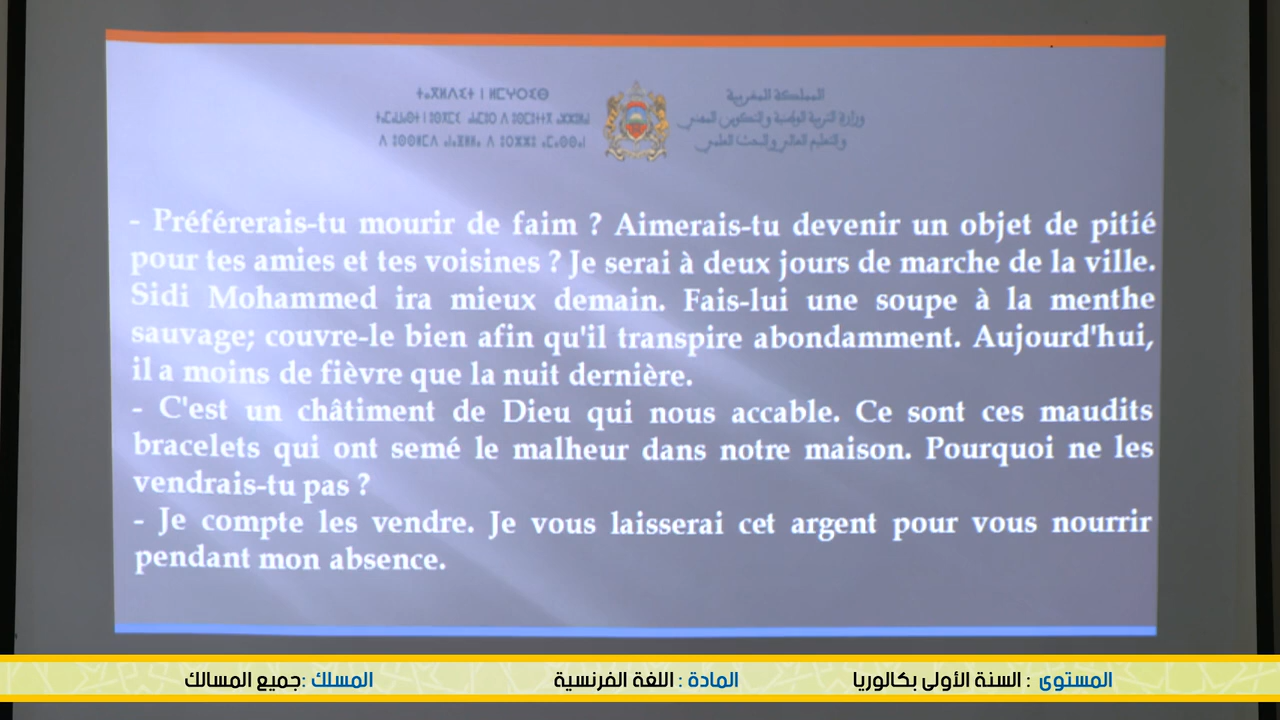 ⵜⴰⴳⵍⴷⵉⵜ ⵏ ⵍⵎⵖⵔⵉⴱ
المملكة المغربية
وزارة التربية الوطنية والتكوين المهني
والتعليم العالي والبحث العلمي
- Préférerais-tu mourir de faim ? Aimerais-tu devenir un objet de pitié
pour tes amies et tes voisines ? Je serai à deux jours de marche de la ville.
Sidi Mohammed ira mieux demain. Fais-lui une soupe à la menthe
sauvage; couvre-le bien afin qu'il transpire abondamment. Aujourd'hui,
il a moins de fièvre que la nuit dernière.
- C'est un châtiment de Dieu qui nous accable. Ce sont ces maudits
bracelets qui ont semé le malheur dans notre maison. Pourquoi ne les
vendrais-tu pas ?
- Je compte les vendre. Je vous laisserai cet argent pour vous nourrir
pendant mon absence.
المستوى : السنة الأولى بكالوريا المادة : اللغة الفرنسية المسلك :جميع المسالك